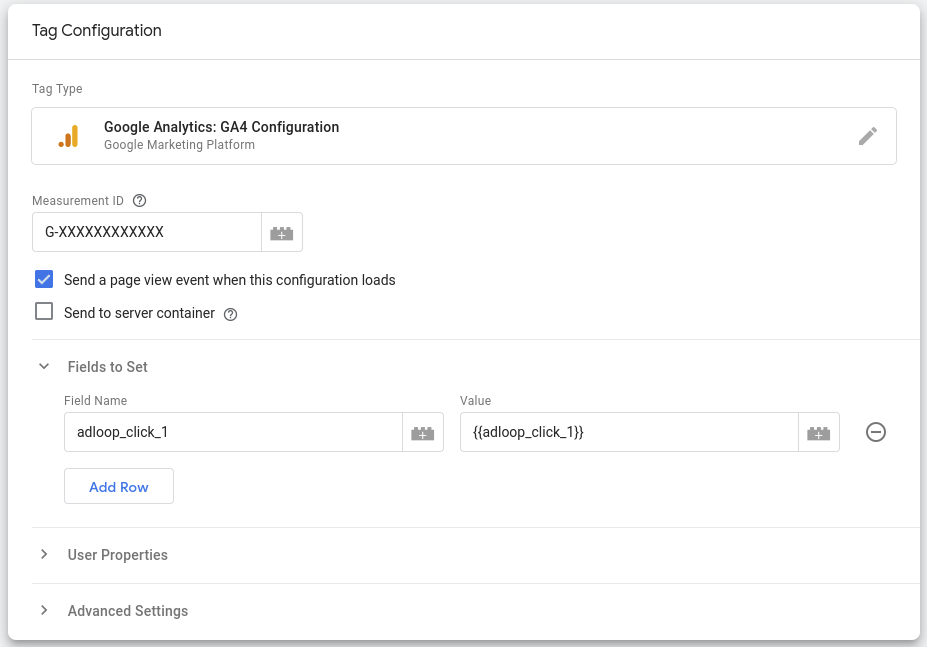 Tag Configuration
Tag Type
Google Analytics: GA4 Configuration
Google Marketing Platform
Measurement ID
G-XXXXXXXXXXXX
Send a page view event when this configuration loads
Send to server container
Fields to Set
Field Name Value
adloop_click_1 {{adloop_click_1}}
Add Row
User Properties
Advanced Settings